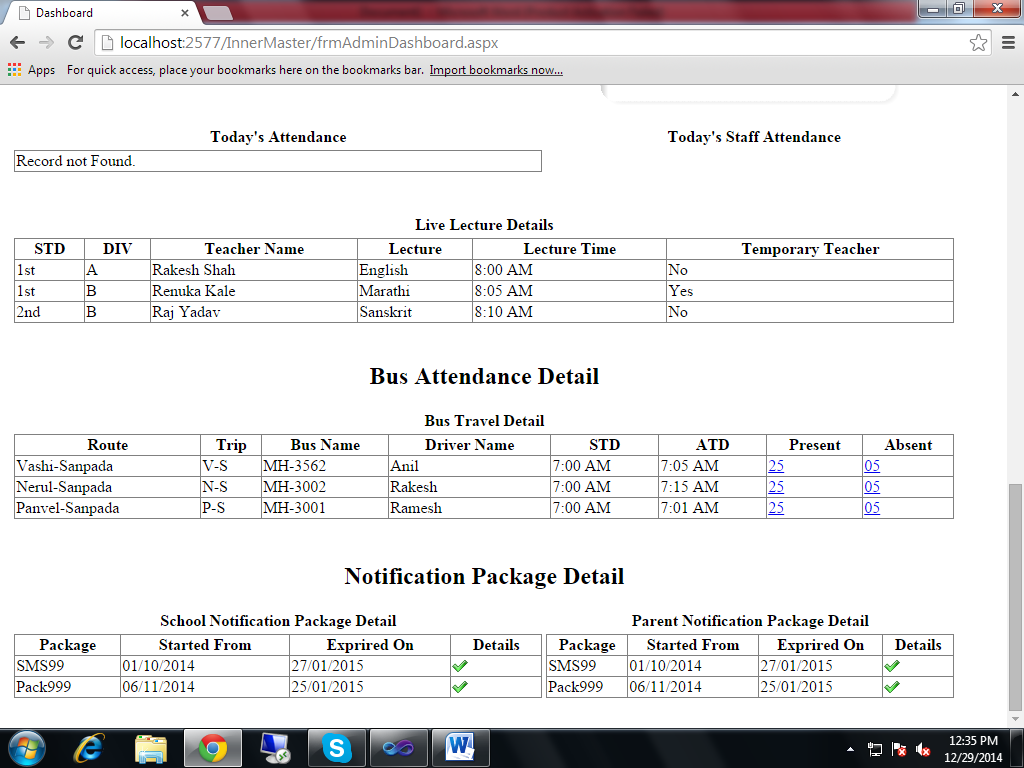 Dashboard
localhost:2577/InnerMaster/frmAdminDashboard.aspx
Apps For quick access, place your bookmarks here on the bookmarks bar. Import bookmarks now...
Today's Attendance Today's Staff Attendance
Record not Found.
Live Lecture Details
STD DIV Teacher Name Lecture Lecture Time Temporary Teacher
1st A Rakesh Shah English 8:00 AM No
1st B Renuka Kale Marathi 8:05 AM Yes
2nd B Raj Yadav Sanskrit 8:10 AM No
Bus Attendance Detail
Bus Travel Detail
Route Trip Bus Name Driver Name STD ATD Present Absent
Vashi-Sanpada V-S MH-3562 Anil 7:00 AM 7:05 AM 25 05
Nerul-Sanpada N-S MH-3002 Rakesh 7:00 AM 7:15 AM 25 05
Panvel-Sanpada P-S MH-3001 Ramesh 7:00 AM 7:01 AM 25 05
Notification Package Detail
School Notification Package Detail Parent Notification Package Detail
Package Started From Exprired On Details Package Started From Exprired On Details
SMS99 01/10/2014 27/01/2015 SMS99 01/10/2014 27/01/2015
Pack999 06/11/2014 25/01/2015 Pack999 06/11/2014 25/01/2015
12:35 PM
12/29/2014